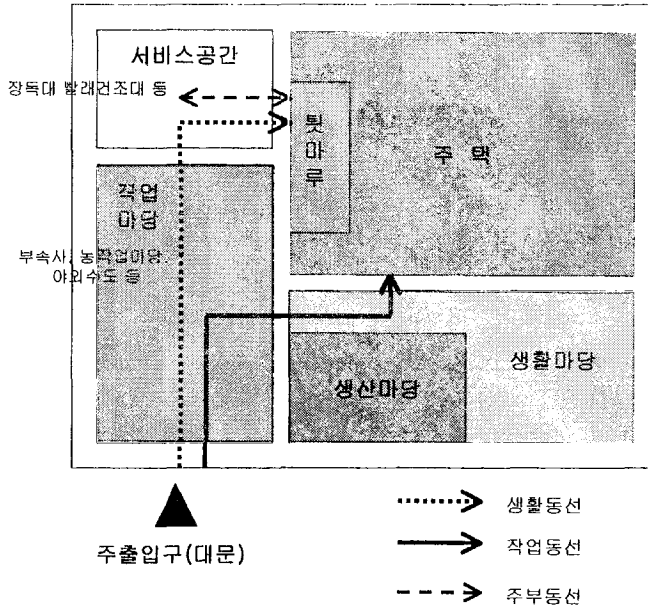 서비스공간
장독대 빨래건조대 등
툇마루
주 택
작업
마당
부속사, 농작업마당,
야외수도 등
생활마당
생산마당
주출입구(대문)
생활동선
작업동선
주부동선